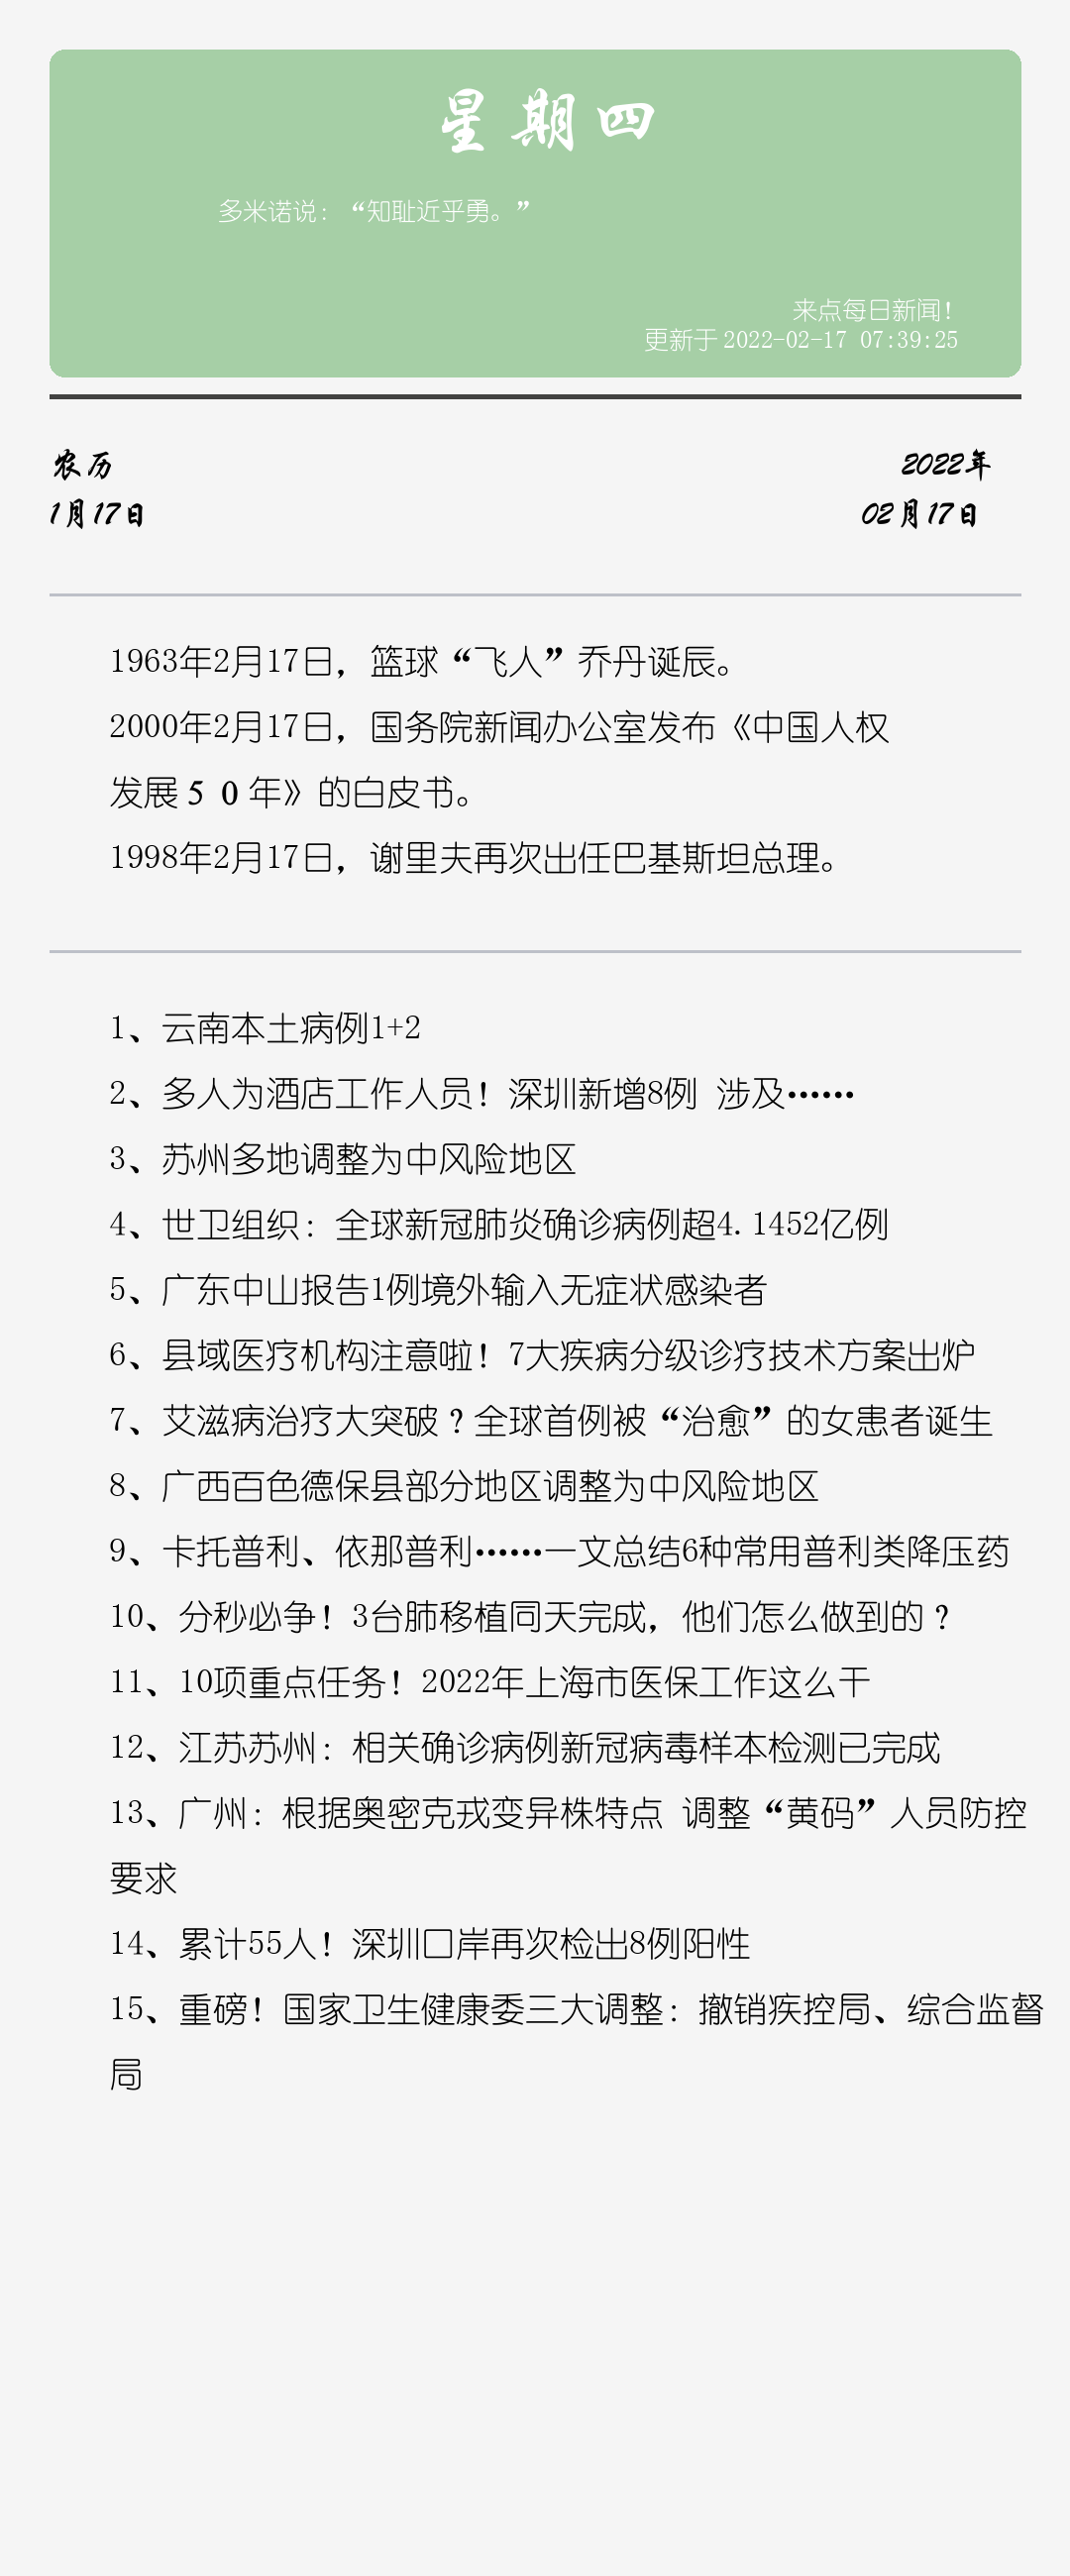 星期四
多米诺说：“知耻近乎勇。”
来点每日新闻！
更新于 2022-02-17 07:39:25
农历
2022年
1月17日
02月17日
1963年2月17日，篮球“飞人”乔丹诞辰。
2000年2月17日，国务院新闻办公室发布《中国人权
发展５０年》的白皮书。
1998年2月17日，谢里夫再次出任巴基斯坦总理。
1、云南本土病例1+2
2、多人为酒店工作人员！深圳新增8例 涉及……
3、苏州多地调整为中风险地区
4、世卫组织：全球新冠肺炎确诊病例超4.1452亿例
5、广东中山报告1例境外输入无症状感染者
6、县域医疗机构注意啦！7大疾病分级诊疗技术方案出炉
7、艾滋病治疗大突破？全球首例被“治愈”的女患者诞生
8、广西百色德保县部分地区调整为中风险地区
9、卡托普利、依那普利……一文总结6种常用普利类降压药
10、分秒必争！3台肺移植同天完成，他们怎么做到的？
11、10项重点任务！2022年上海市医保工作这么干
12、江苏苏州：相关确诊病例新冠病毒样本检测已完成
13、广州：根据奥密克戎变异株特点 调整“黄码”人员防控
要求
14、累计55人！深圳口岸再次检出8例阳性
15、重磅！国家卫生健康委三大调整：撤销疾控局、综合监督
局